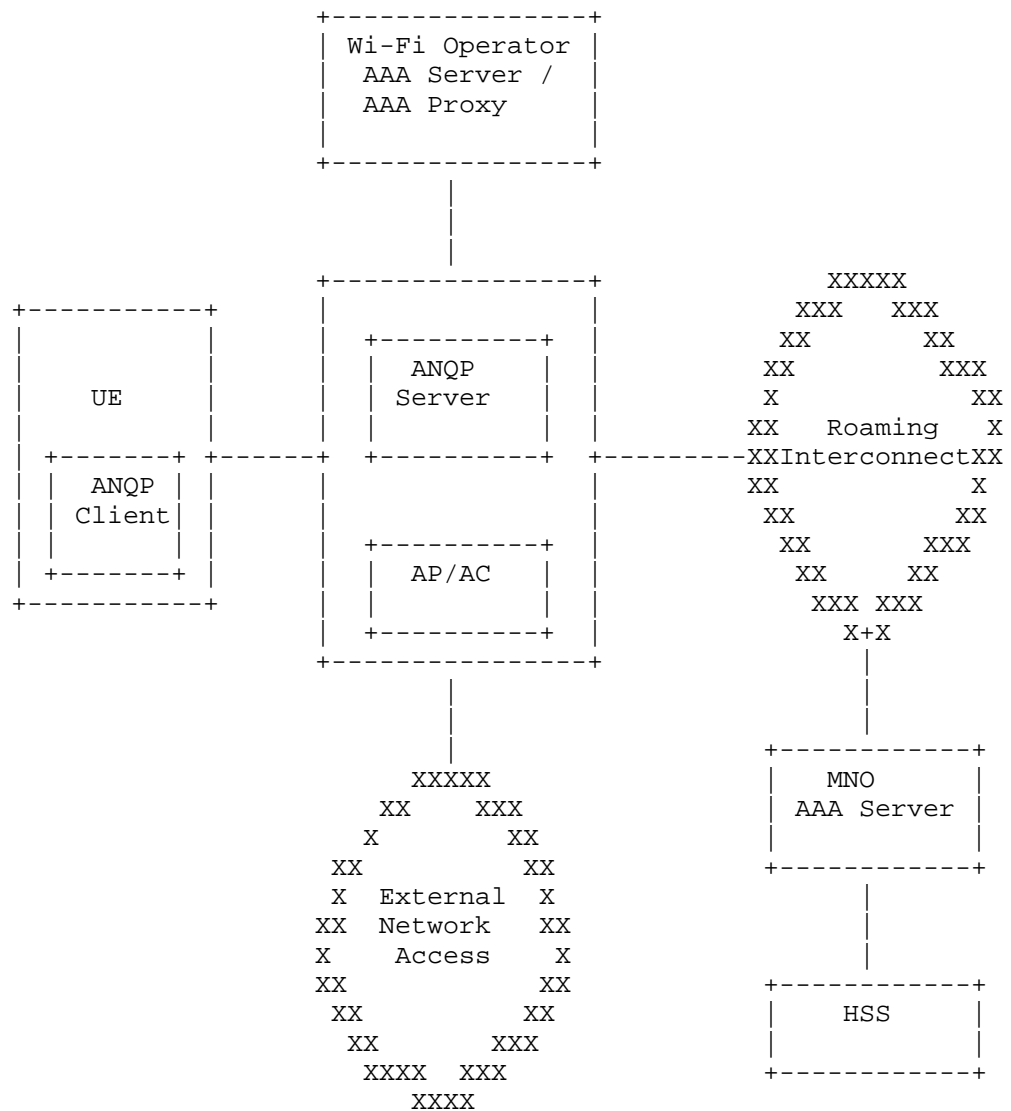 Wi-Fi Operator
AAA Server /
AAA Proxy
UE
ANQP
Client
ANQP
Server
AP/AC
Roaming
Interconnect
External
Network
Access
MNO
AAA Server
HSS